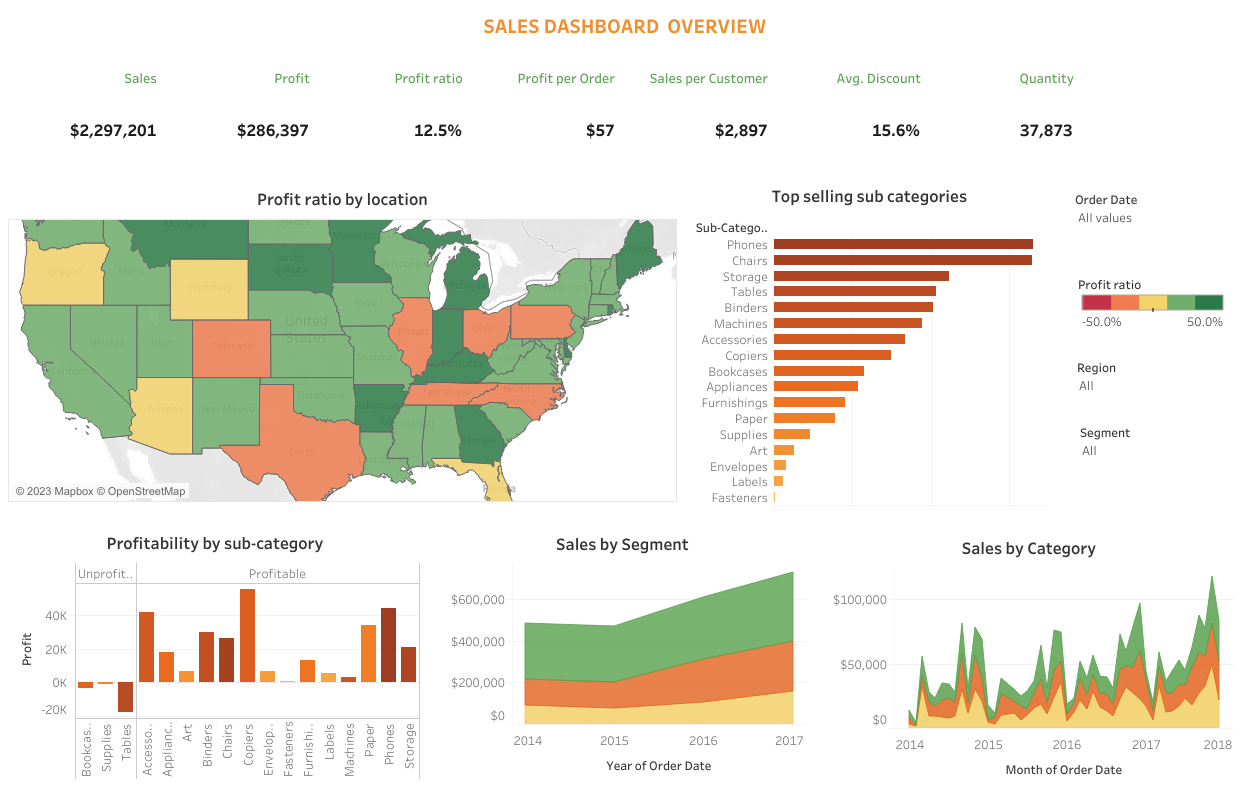 SALES DASHBOARD OVERVIEW
Sales Profit Profit ratio Profit per Order Sales per Customer Avg. Discount Quantity
$2,297,201 $286,397 12.5% $57 $2,897 15.6% 37,873
Profit ratio by location
Montana
Dakota
Minnesota
Oregon
Idaho
South
Dakota
Wisconsin
Michigan
New York
Maine
Wyoming
Iowa
Nevada
Utah
Colorado
United
States
Illinois
Ohio
California
Missouri
Kentucky
Virginia
Arizona
New Mexico
Oklahoma
Arkansas
Tennessee
North
Carolina
Mississippi
Georgia
Texas
Florida
© 2023 Mapbox © OpenStreetMap
Top selling sub categories
Sub-Catego..
Phones
Chairs
Storage
Tables
Binders
Machines
Accessories
Copiers
Bookcases
Appliances
Furnishings
Paper
Supplies
Art
Envelopes
Labels
Fasteners
Order Date
All values
Profit ratio
-50.0% 50.0%
Region
All
Segment
All
Profitability by sub-category
Unprofit.. Profitable
Profit
40K
20K
0K
-20K
Bookcas..
Supplies
Tables
Accesso..
Applianc..
Art
Binders
Chairs
Copiers
Envelop..
Fasteners
Furnishi..
Labels
Machines
Paper
Phones
Storage
Sales by Segment
$600,000
$400,000
$200,000
$0
2014 2015 2016 2017
Year of Order Date
Sales by Category
$100,000
$50,000
$0
2014 2015 2016 2017 2018
Month of Order Date